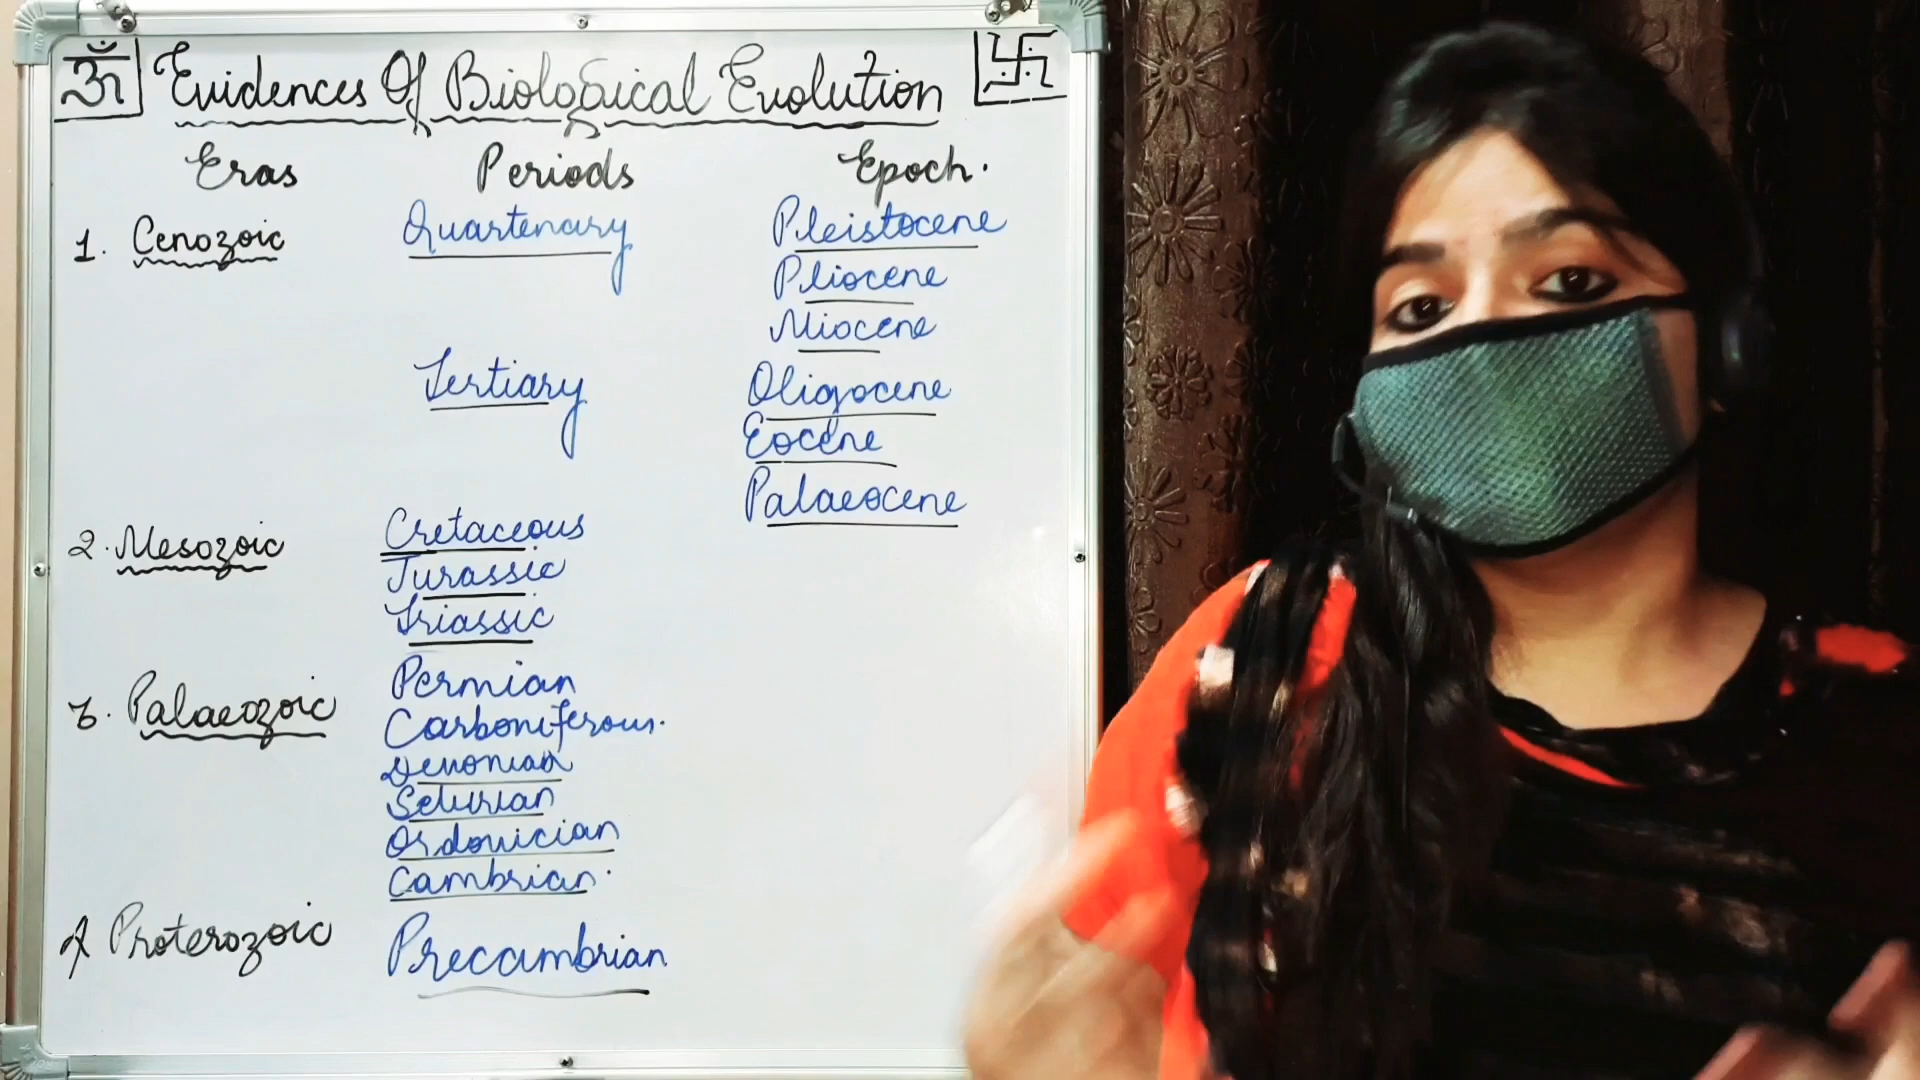 ॐ Evidences Of Biological Evolution 卐
Eras Periods Epoch.
1. Cenozoic Quartenary Pleistocene
Pliocene
Miocene
Tertiary Oligocene
Eocene
Palaeocene
2. Mesozoic Cretaceous
Jurassic
Triassic
3. Palaeozoic Permian
Carboniferous.
Devonian
Selurian
Ordovician
Cambrian.
4 Proterozoic Precambrian